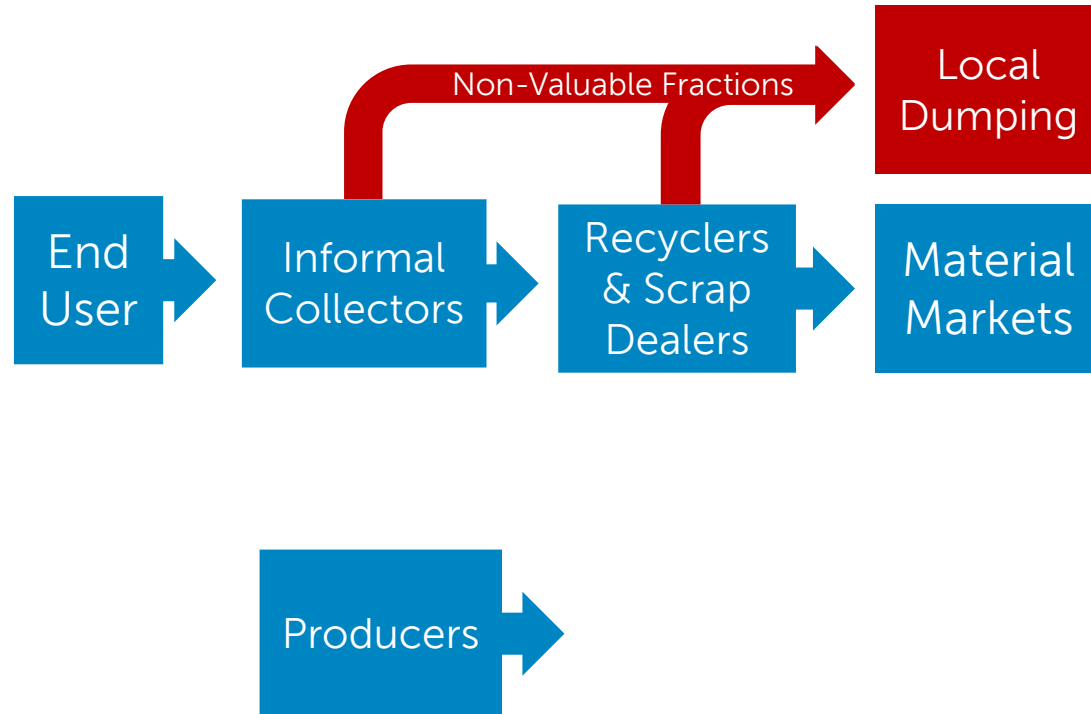 Non-Valuable Fractions
Local
Dumping
End
User
Informal
Collectors
Recyclers
& Scrap
Dealers
Material
Markets
Producers